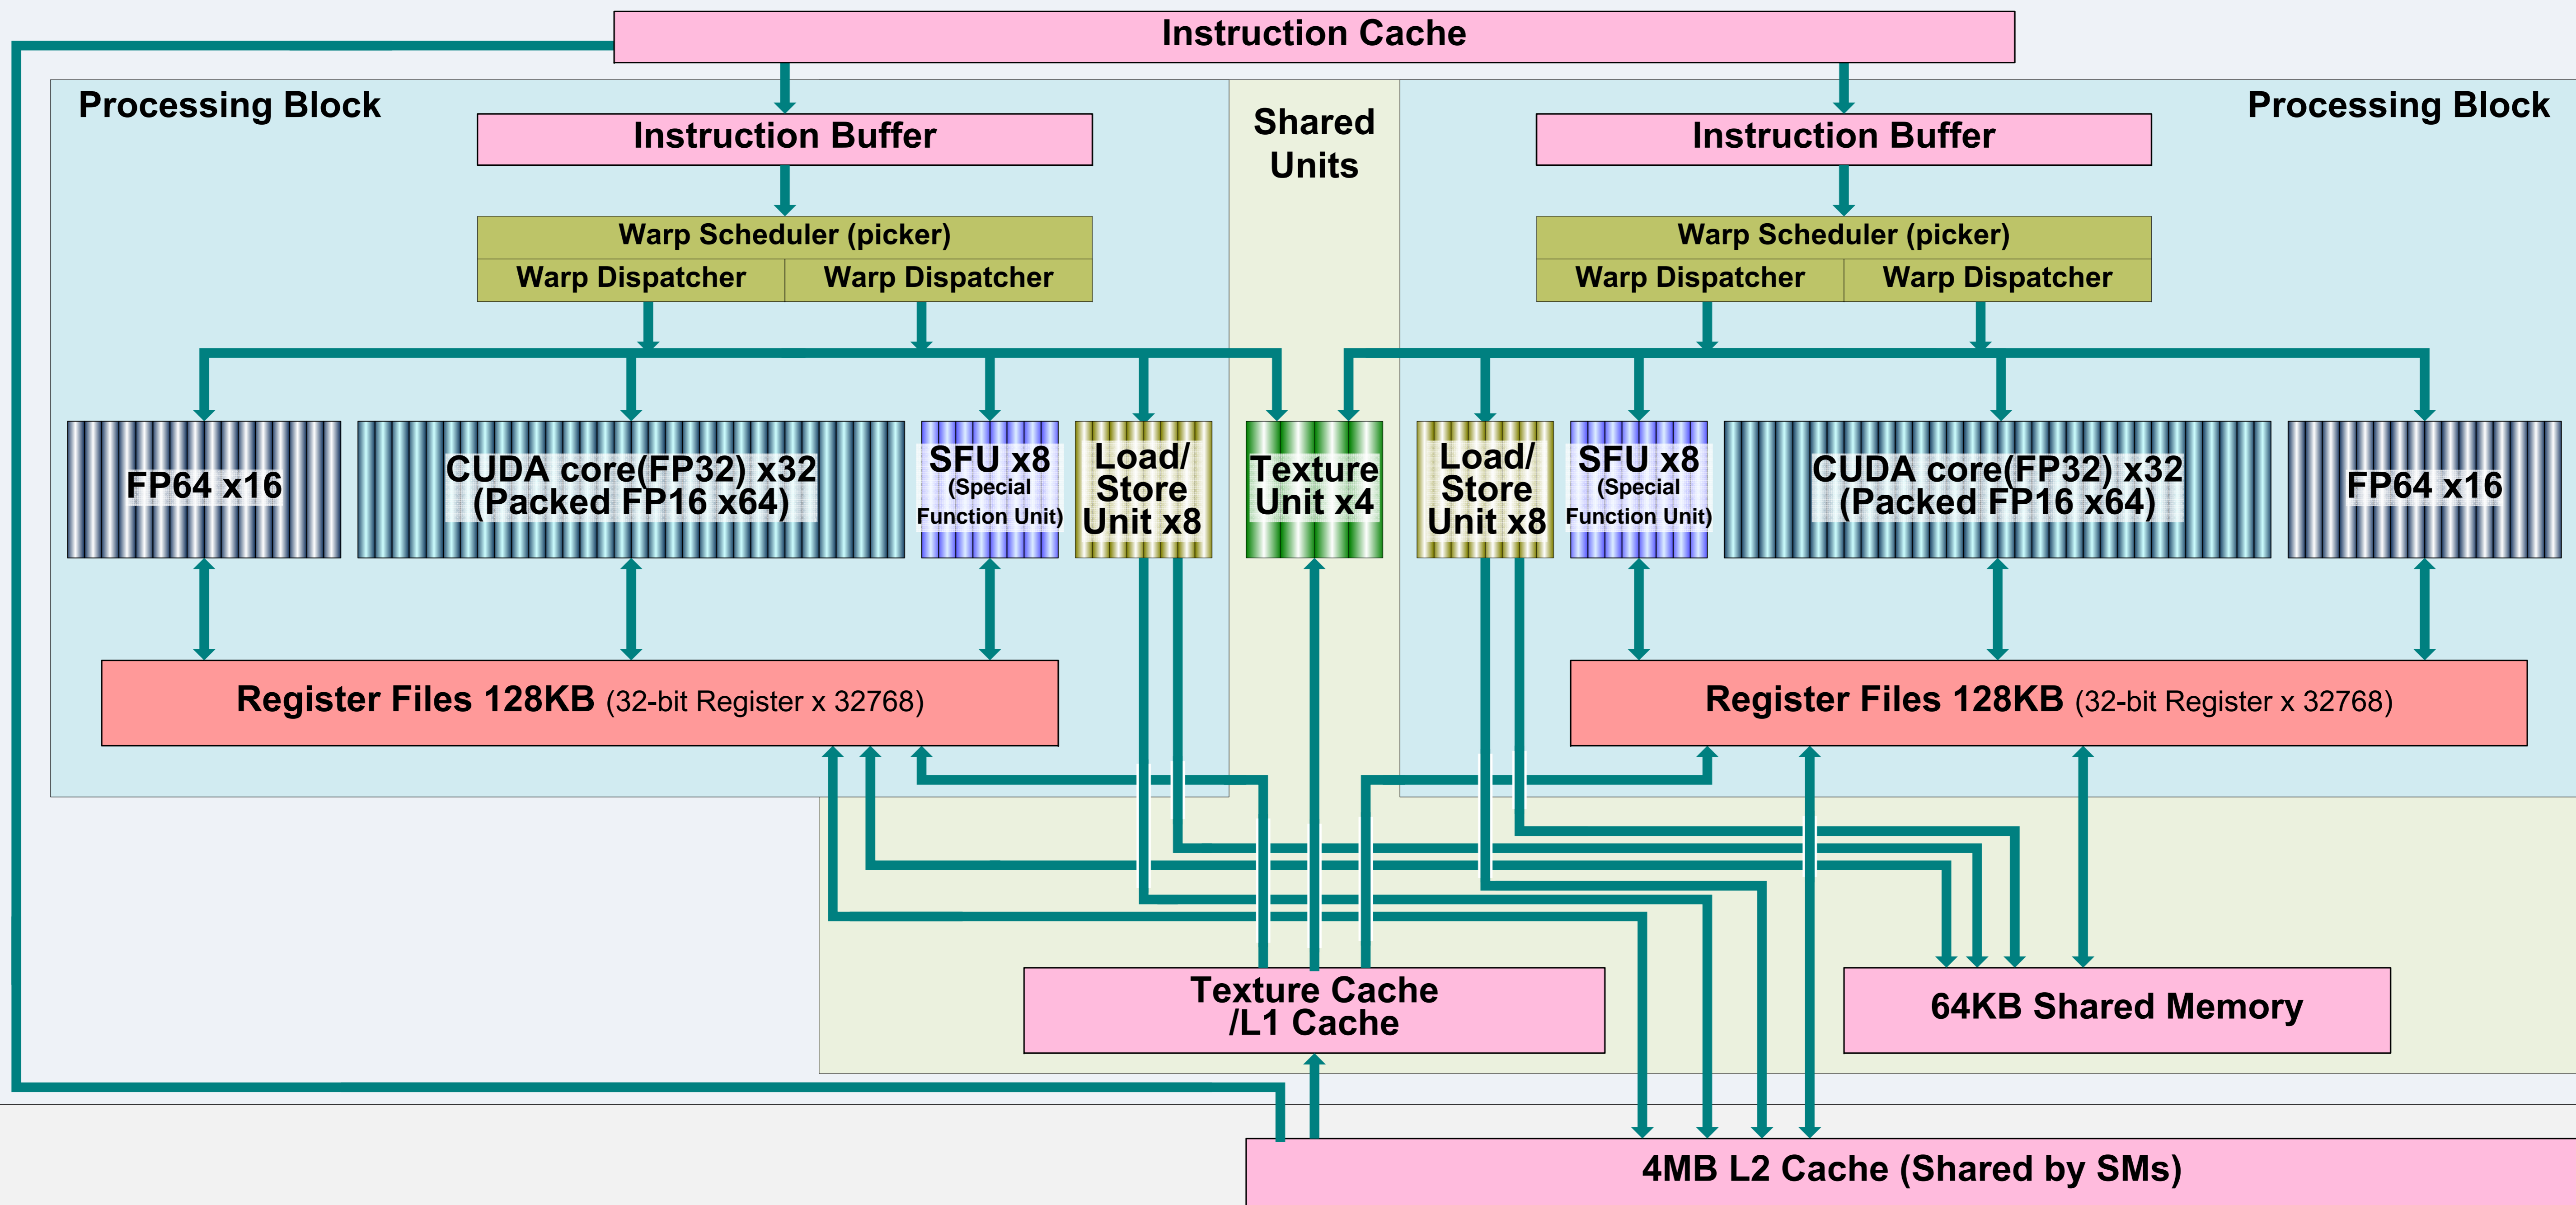 Instruction Cache
Processing Block
Shared
Units
Processing Block
Instruction Buffer
Instruction Buffer
Warp Scheduler (picker)
Warp Dispatcher
Warp Dispatcher
Warp Scheduler (picker)
Warp Dispatcher
Warp Dispatcher
FP64 x16
CUDA core(FP32) x32
(Packed FP16 x64)
SFU x8
(Special
Function Unit)
Load/
Store
Unit x8
Texture
Unit x4
Load/
Store
Unit x8
SFU x8
(Special
Function Unit)
CUDA core(FP32) x32
(Packed FP16 x64)
FP64 x16
Register Files 128KB (32-bit Register x 32768)
Register Files 128KB (32-bit Register x 32768)
Texture Cache
/L1 Cache
64KB Shared Memory
4MB L2 Cache (Shared by SMs)